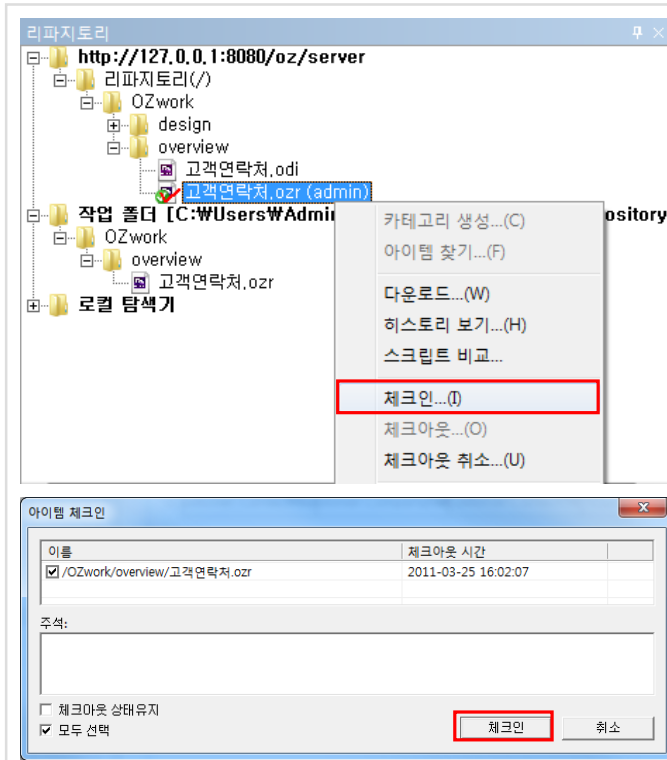 리파지토리
http://127.0.0.1:8080/oz/server
리파지토리(/)
OZwork
design
overview
고객연락처.odi
고객연락처.ozr (admin)
작업 폴더 [C:₩Users₩Admi
ository
OZwork
overview
고객연락처.ozr
로컬 탐색기
카테고리 생성...(C)
아이템 찾기...(F)
다운로드...(W)
히스토리 보기...(H)
스크립트 비교...
체크인...(I)
체크아웃...(O)
체크아웃 취소...(U)
아이템 체크인
이름 체크아웃 시간
/OZwork/overview/고객연락처.ozr 2011-03-25 16:02:07
주석:
체크아웃 상태유지
모두 선택
체크인 취소